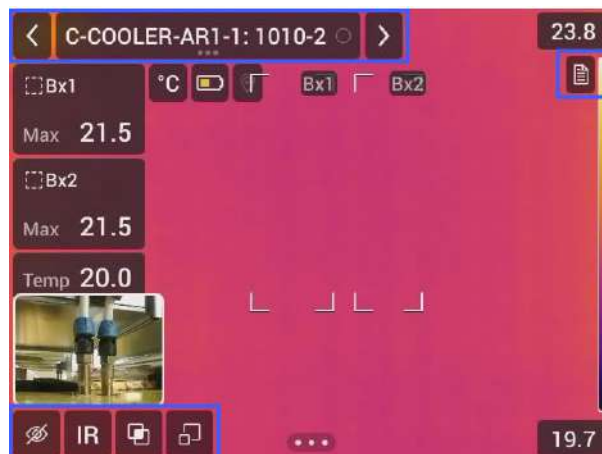 C-COOLER-AR1-1: 1010-2
23.8
Bx1
°C
Bx1
Bx2
Max 21.5
Bx2
Max 21.5
Temp 20.0
IR
19.7